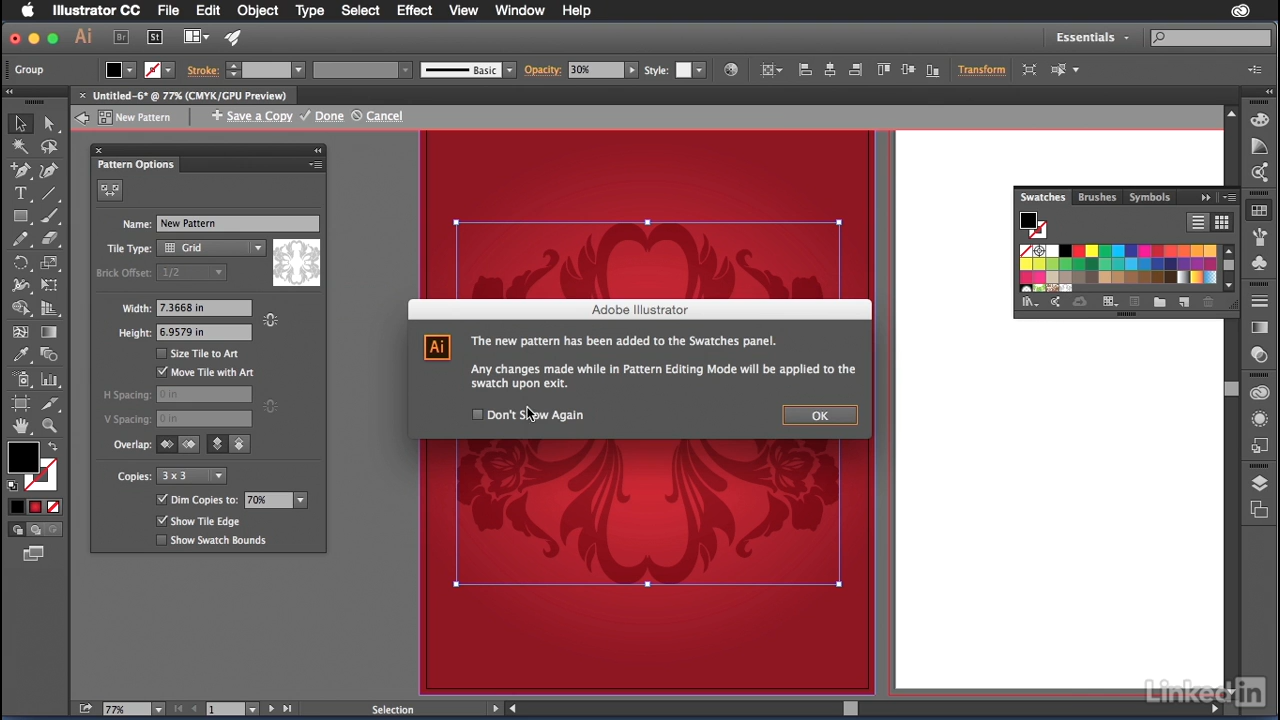 Illustrator CC File Edit Object Type Select Effect View Window Help
Ai Br St Essentials
Group Stroke: Basic Opacity: 30% Style: Transform
× Untitled-6* @ 77% (CMYK/GPU Preview)
New Pattern + Save a Copy Done Cancel
Pattern Options
Name: New Pattern
Tile Type: Grid
Brick Offset: 1/2
Width: 7.3668 in
Height: 6.9579 in
Size Tile to Art
Move Tile with Art
H Spacing: 0 in
V Spacing: 0 in
Overlap:
Copies: 3 x 3
Dim Copies to: 70%
Show Tile Edge
Show Swatch Bounds
Adobe Illustrator
Ai
The new pattern has been added to the Swatches panel.
Any changes made while in Pattern Editing Mode will be applied to the
swatch upon exit.
Don't Show Again OK
Swatches Brushes Symbols
77% 1 Selection
Linked in